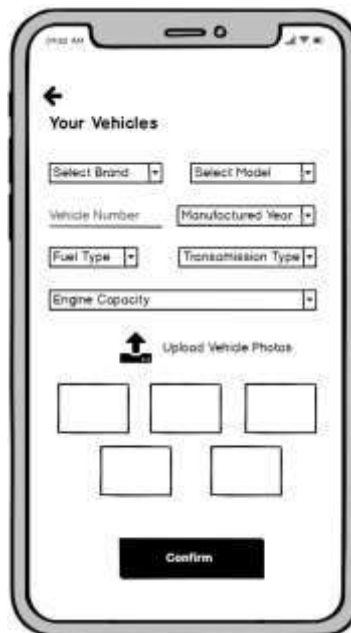 Your Vehicles
Select Brand Select Model
Vehicle Number Manufactured Year
Fuel Type Transmission Type
Engine Capacity
Upload Vehicle Photos
Confirm